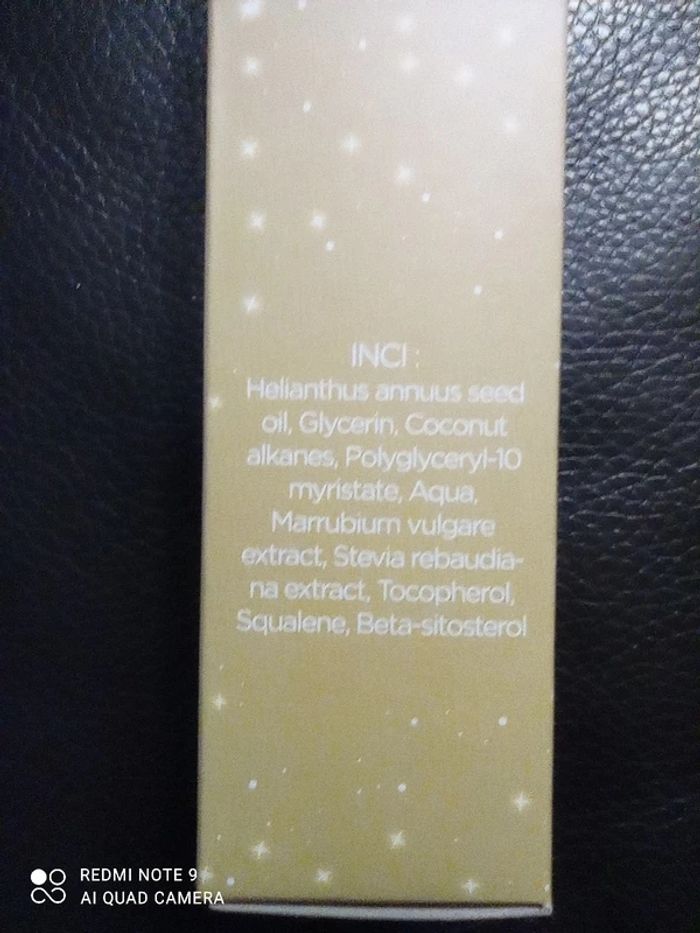 INCI :
Helianthus annuus seed
oil, Glycerin, Coconut
alkanes, Polyglyceryl-10
myristate, Aqua,
Marrubium vulgare
extract, Stevia rebaudia-
na extract, Tocopherol,
Squalene, Beta-sitosterol
REDMI NOTE 9
AI QUAD CAMERA